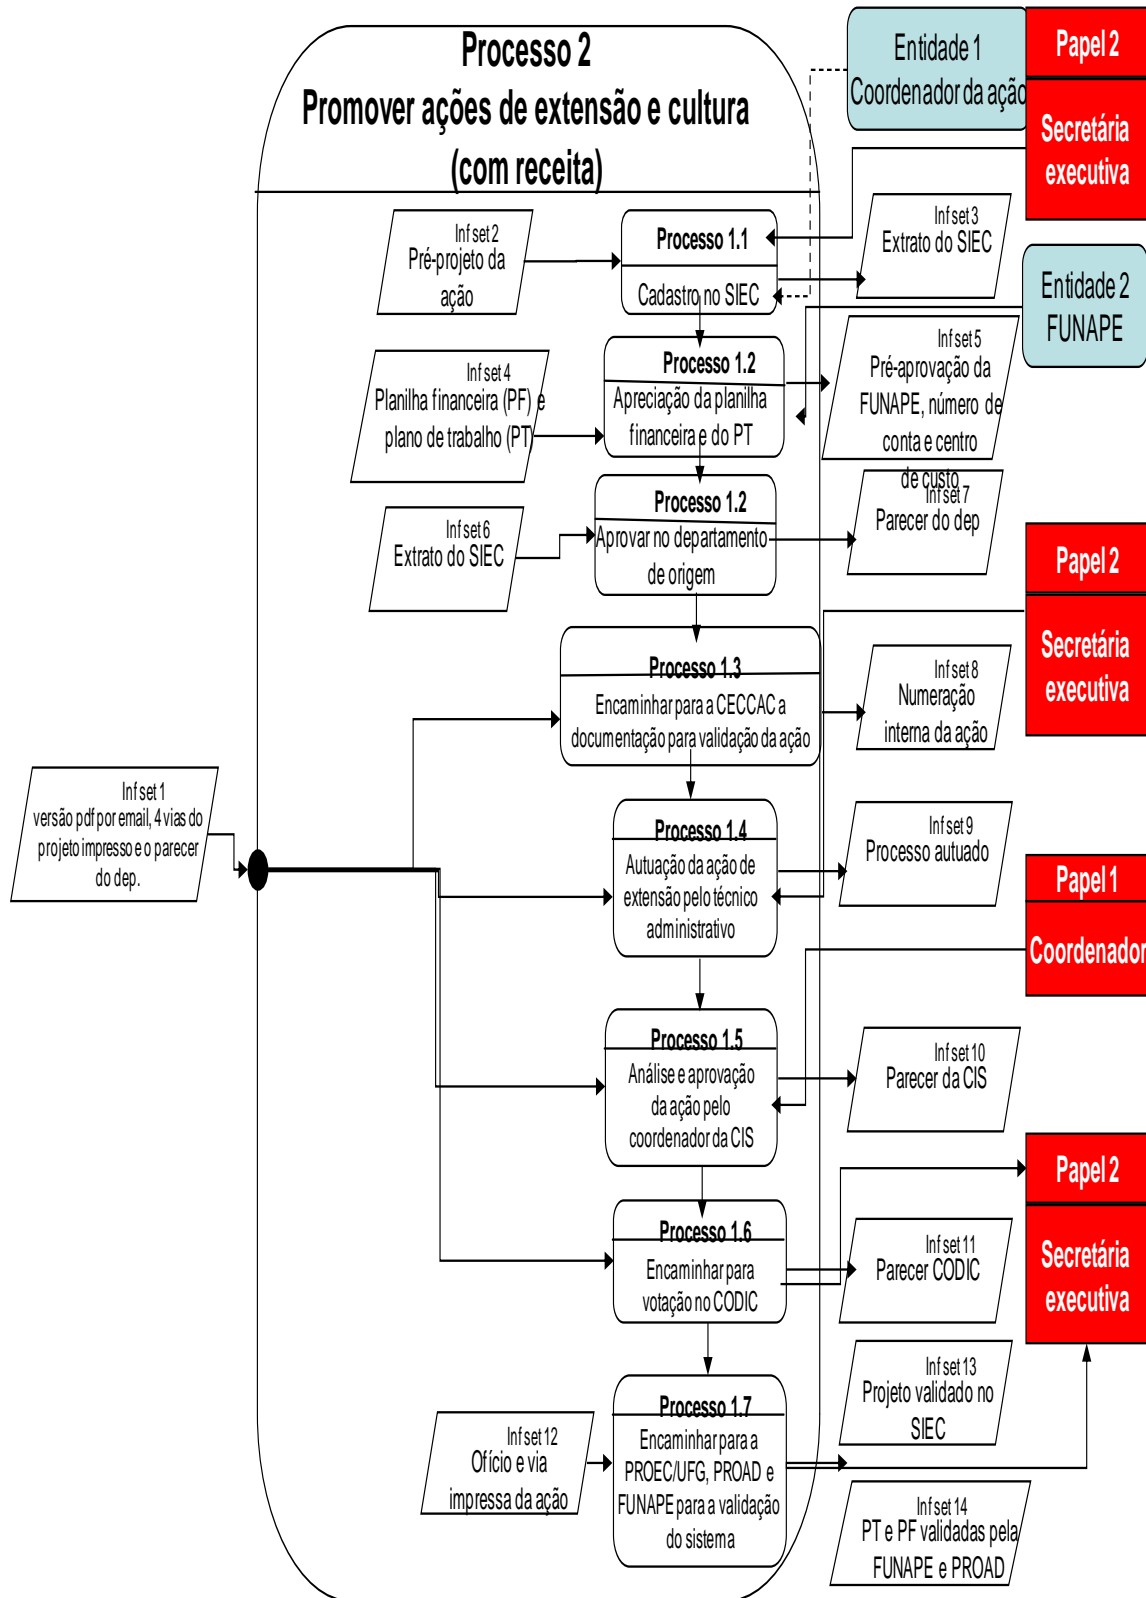 Processo 2
Promover ações de extensão e cultura
(com receita)
Entidade 1
Coordenador da ação
Papel 2
Secretária
executiva
Inf set 2
Pré-projeto da
ação
Processo 1.1
Cadastro no SIEC
Inf set 3
Extrato do SIEC
Entidade 2
FUNAPE
Inf set 4
Planilha financeira (PF) e
plano de trabalho (PT)
Processo 1.2
Apreciação da planilha
financeira e do PT
Inf set 5
Pré-aprovação da
FUNAPE, número de
conta e centro
de custo
Inf set 6
Extrato do SIEC
Processo 1.2
Aprovar no departamento
de origem
Inf set 7
Parecer do dep
Papel 2
Secretária
executiva
Processo 1.3
Encaminhar para a CECCAC a
documentação para validação da ação
Inf set 8
Numeração
interna da ação
Inf set 1
versão pdf por email, 4 vias do
projeto impresso e o parecer
do dep.
Processo 1.4
Autuação da ação de
extensão pelo técnico
administrativo
Inf set 9
Processo autuado
Papel 1
Coordenador
Processo 1.5
Análise e aprovação
da ação pelo
coordenador da CIS
Inf set 10
Parecer da CIS
Papel 2
Secretária
executiva
Processo 1.6
Encaminhar para
votação no CODIC
Inf set 11
Parecer CODIC
Inf set 12
Ofício e via
impressa da ação
Processo 1.7
Encaminhar para a
PROEC/UFG, PROAD e
FUNAPE para a validação
do sistema
Inf set 13
Projeto validado no
SIEC
Inf set 14
PT e PF validadas pela
FUNAPE e PROAD